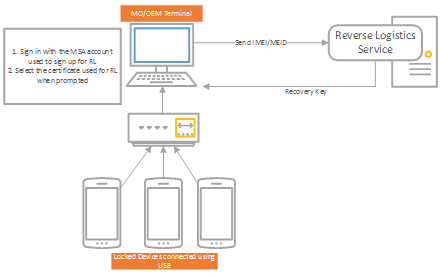 MO/OEM Terminal
1. Sign in with the MSA account
used to sign up for RL
2. Select the certificate used for RL
when prompted
Send IMEI/MEID
Reverse Logistics
Service
Recovery Key
Locked Devices connected using
USB